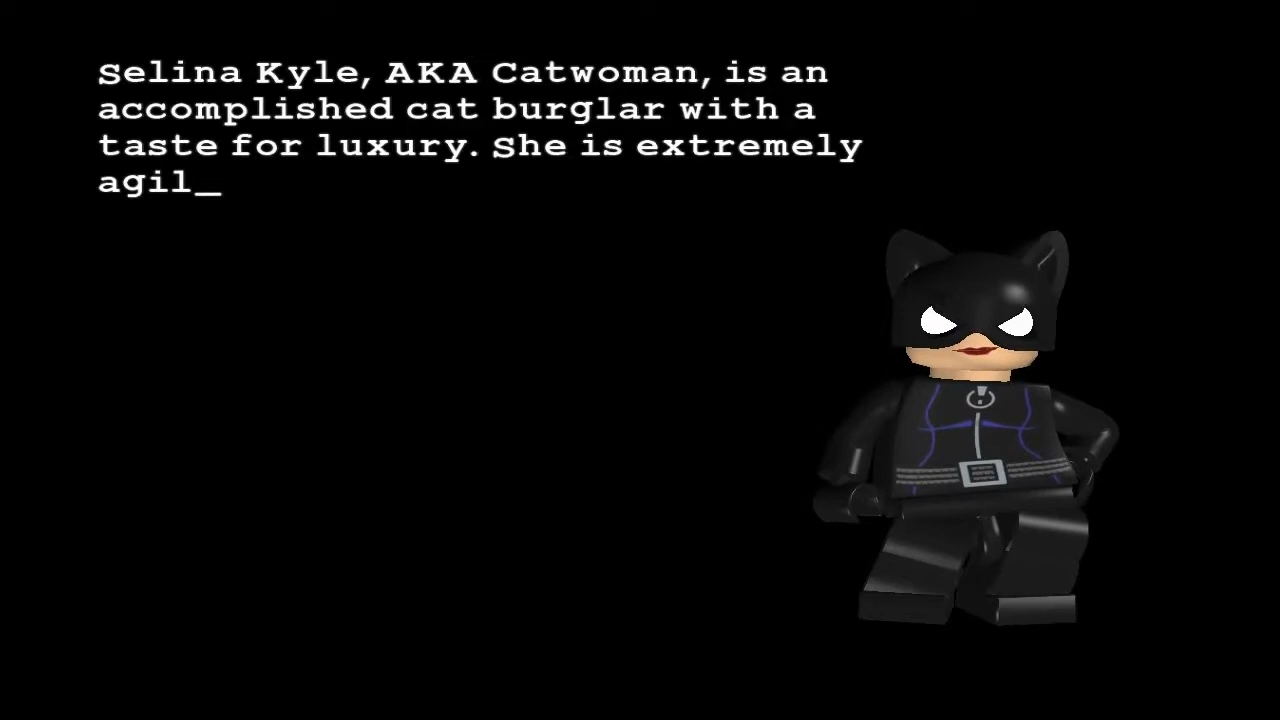 Selina Kyle, AKA Catwoman, is an
accomplished cat burglar with a
taste for luxury. She is extremely
agil_